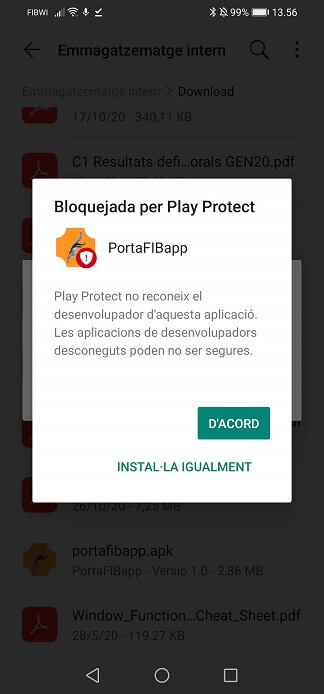 FIBWI 99% 13.56
Emmagatzematge intern
Emmagatzematge intern > Download
17/10/20 - 340,11 KB
C1 Resultats defi...orals GEN20.pdf
Bloquejada per Play Protect
PortaFIBapp
Play Protect no reconeix el
desenvolupador d'aquesta aplicació.
Les aplicacions de desenvolupadors
desconeguts poden no ser segures.
D'ACORD
INSTAL·LA IGUALMENT
26/10/20 - 7,25 MB
portafibapp.apk
PortaFIBapp - Versió 1.0 - 2,86 MB
Window_Function...Cheat_Sheet.pdf
28/5/20 - 119,27 KB